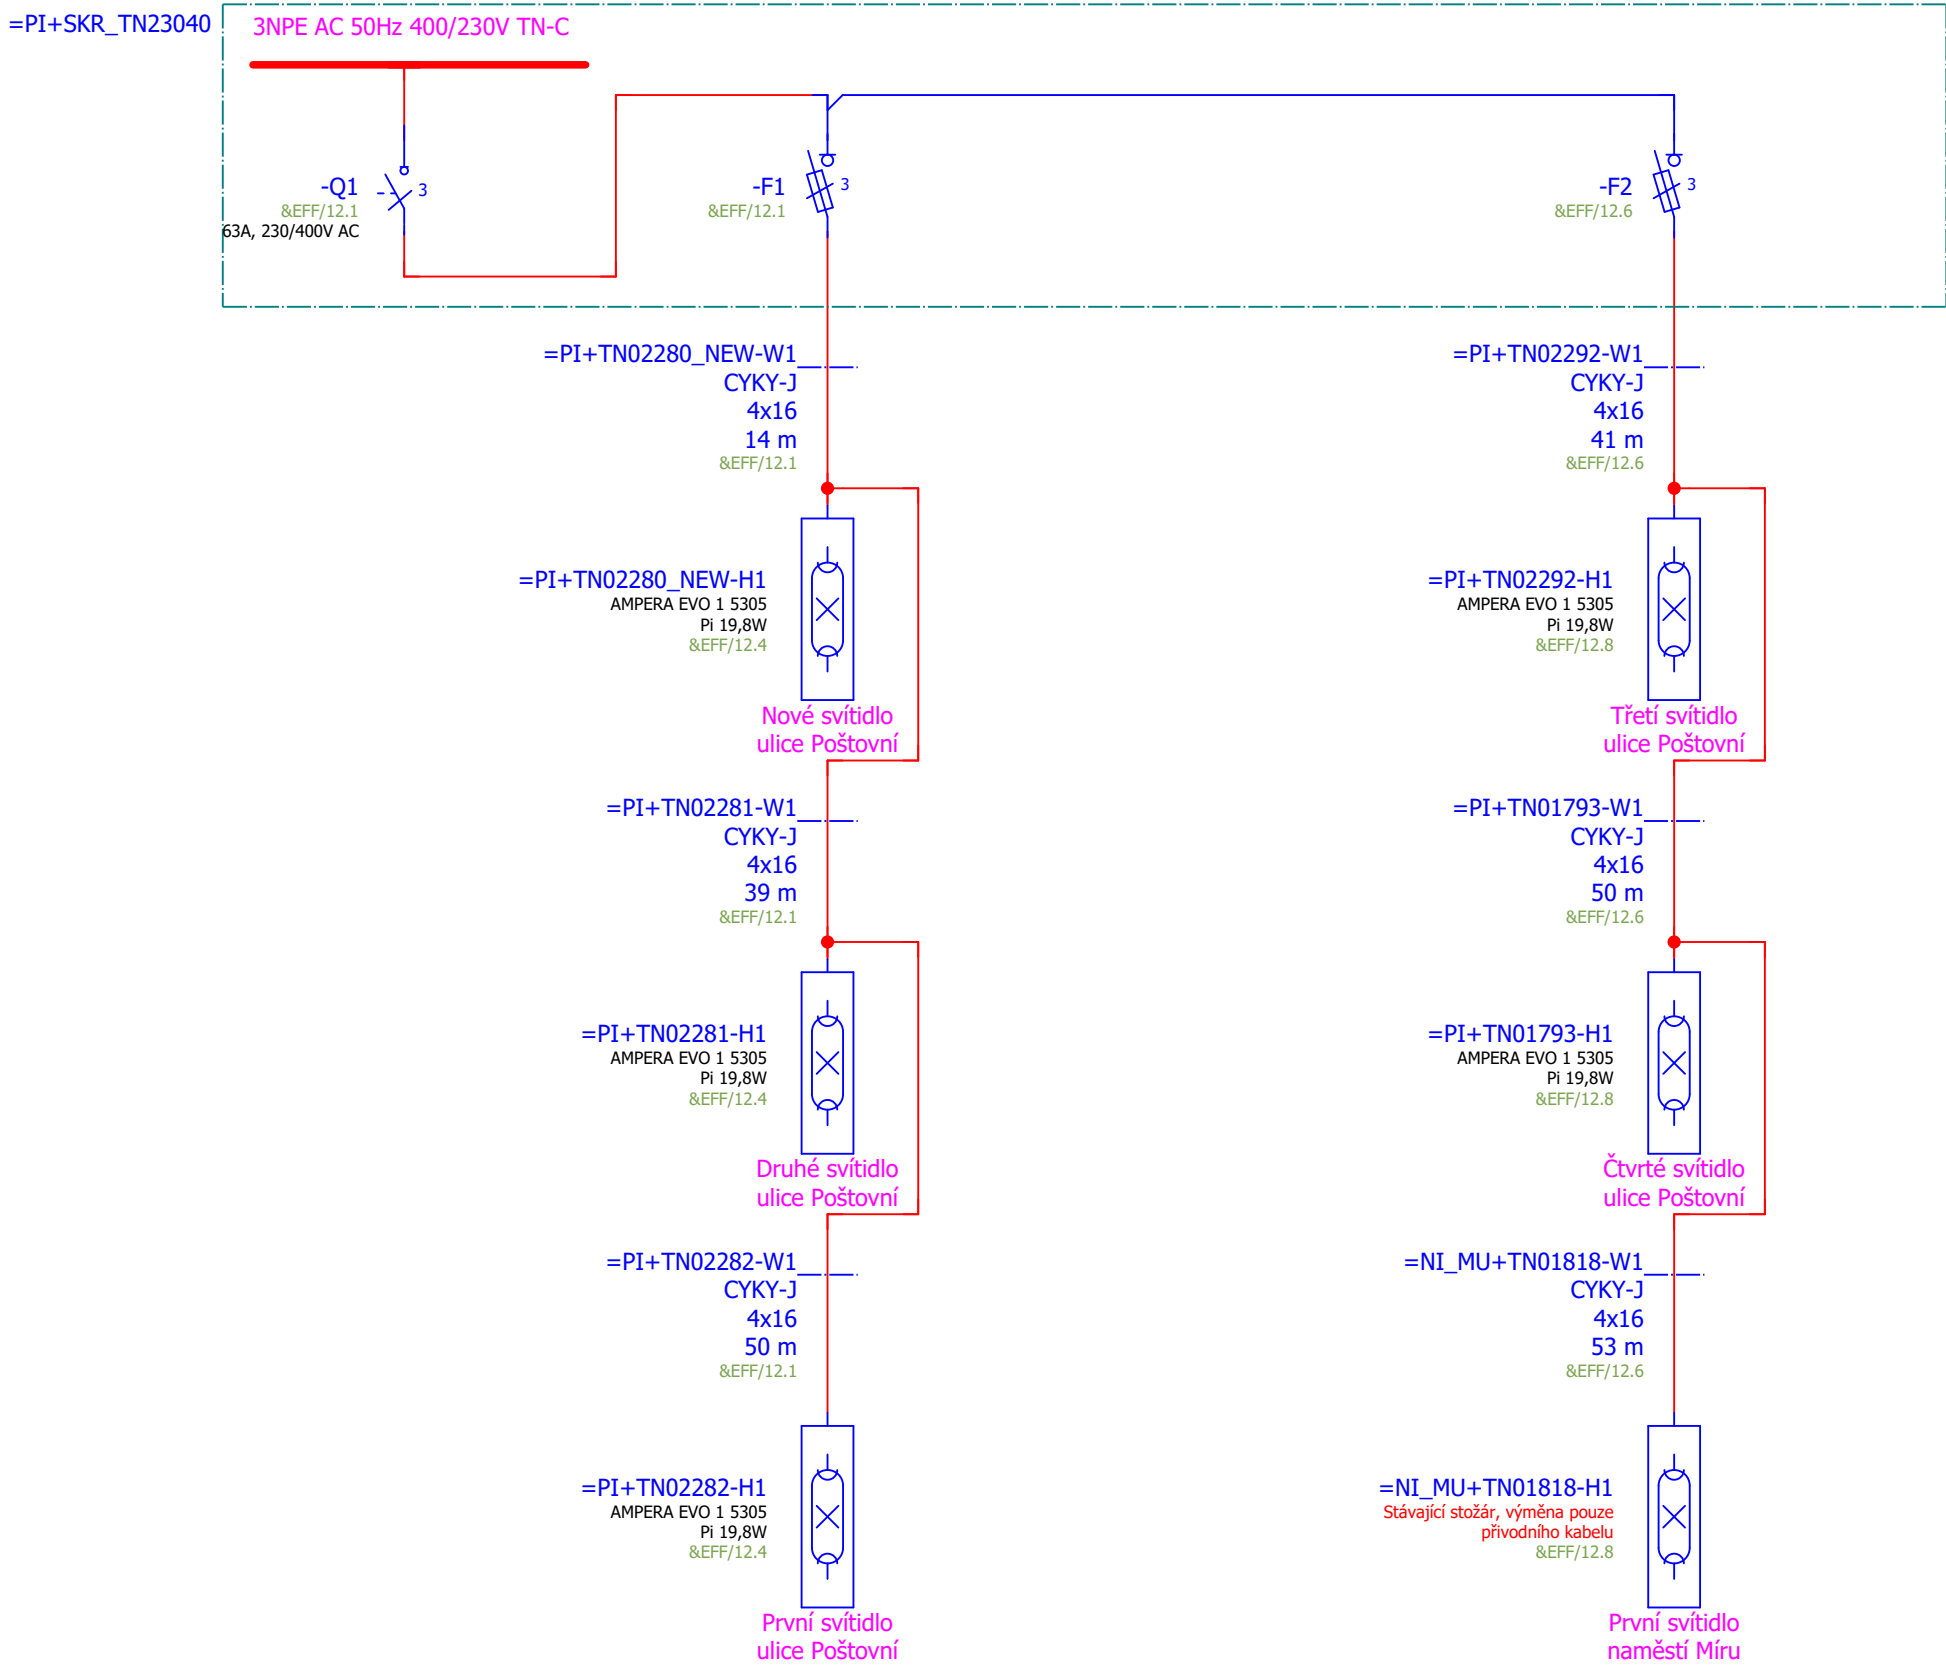 =PI+SKR_TN23040
3NPE AC 50Hz 400/230V TN-C
-Q1
&EFF/12.1
63A, 230/400V AC
3
-F1
&EFF/12.1
3
-F2
&EFF/12.6
3
=PI+TN02280_NEW-W1
CYKY-J
4x16
14 m
&EFF/12.1
=PI+TN02292-W1
CYKY-J
4x16
41 m
&EFF/12.6
=PI+TN02280_NEW-H1
AMPERA EVO 1 5305
Pi 19,8W
&EFF/12.4
Nové svítidlo
ulice Poštovní
=PI+TN02292-H1
AMPERA EVO 1 5305
Pi 19,8W
&EFF/12.8
Třetí svítidlo
ulice Poštovní
=PI+TN02281-W1
CYKY-J
4x16
39 m
&EFF/12.1
=PI+TN01793-W1
CYKY-J
4x16
50 m
&EFF/12.6
=PI+TN02281-H1
AMPERA EVO 1 5305
Pi 19,8W
&EFF/12.4
Druhé svítidlo
ulice Poštovní
=PI+TN01793-H1
AMPERA EVO 1 5305
Pi 19,8W
&EFF/12.8
Čtvrté svítidlo
ulice Poštovní
=PI+TN02282-W1
CYKY-J
4x16
50 m
&EFF/12.1
=NI_MU+TN01818-W1
CYKY-J
4x16
53 m
&EFF/12.6
=PI+TN02282-H1
AMPERA EVO 1 5305
Pi 19,8W
&EFF/12.4
První svítidlo
ulice Poštovní
=NI_MU+TN01818-H1
Stávající stožár, výměna pouze
přivodního kabelu
&EFF/12.8
První svítidlo
naměstí Míru